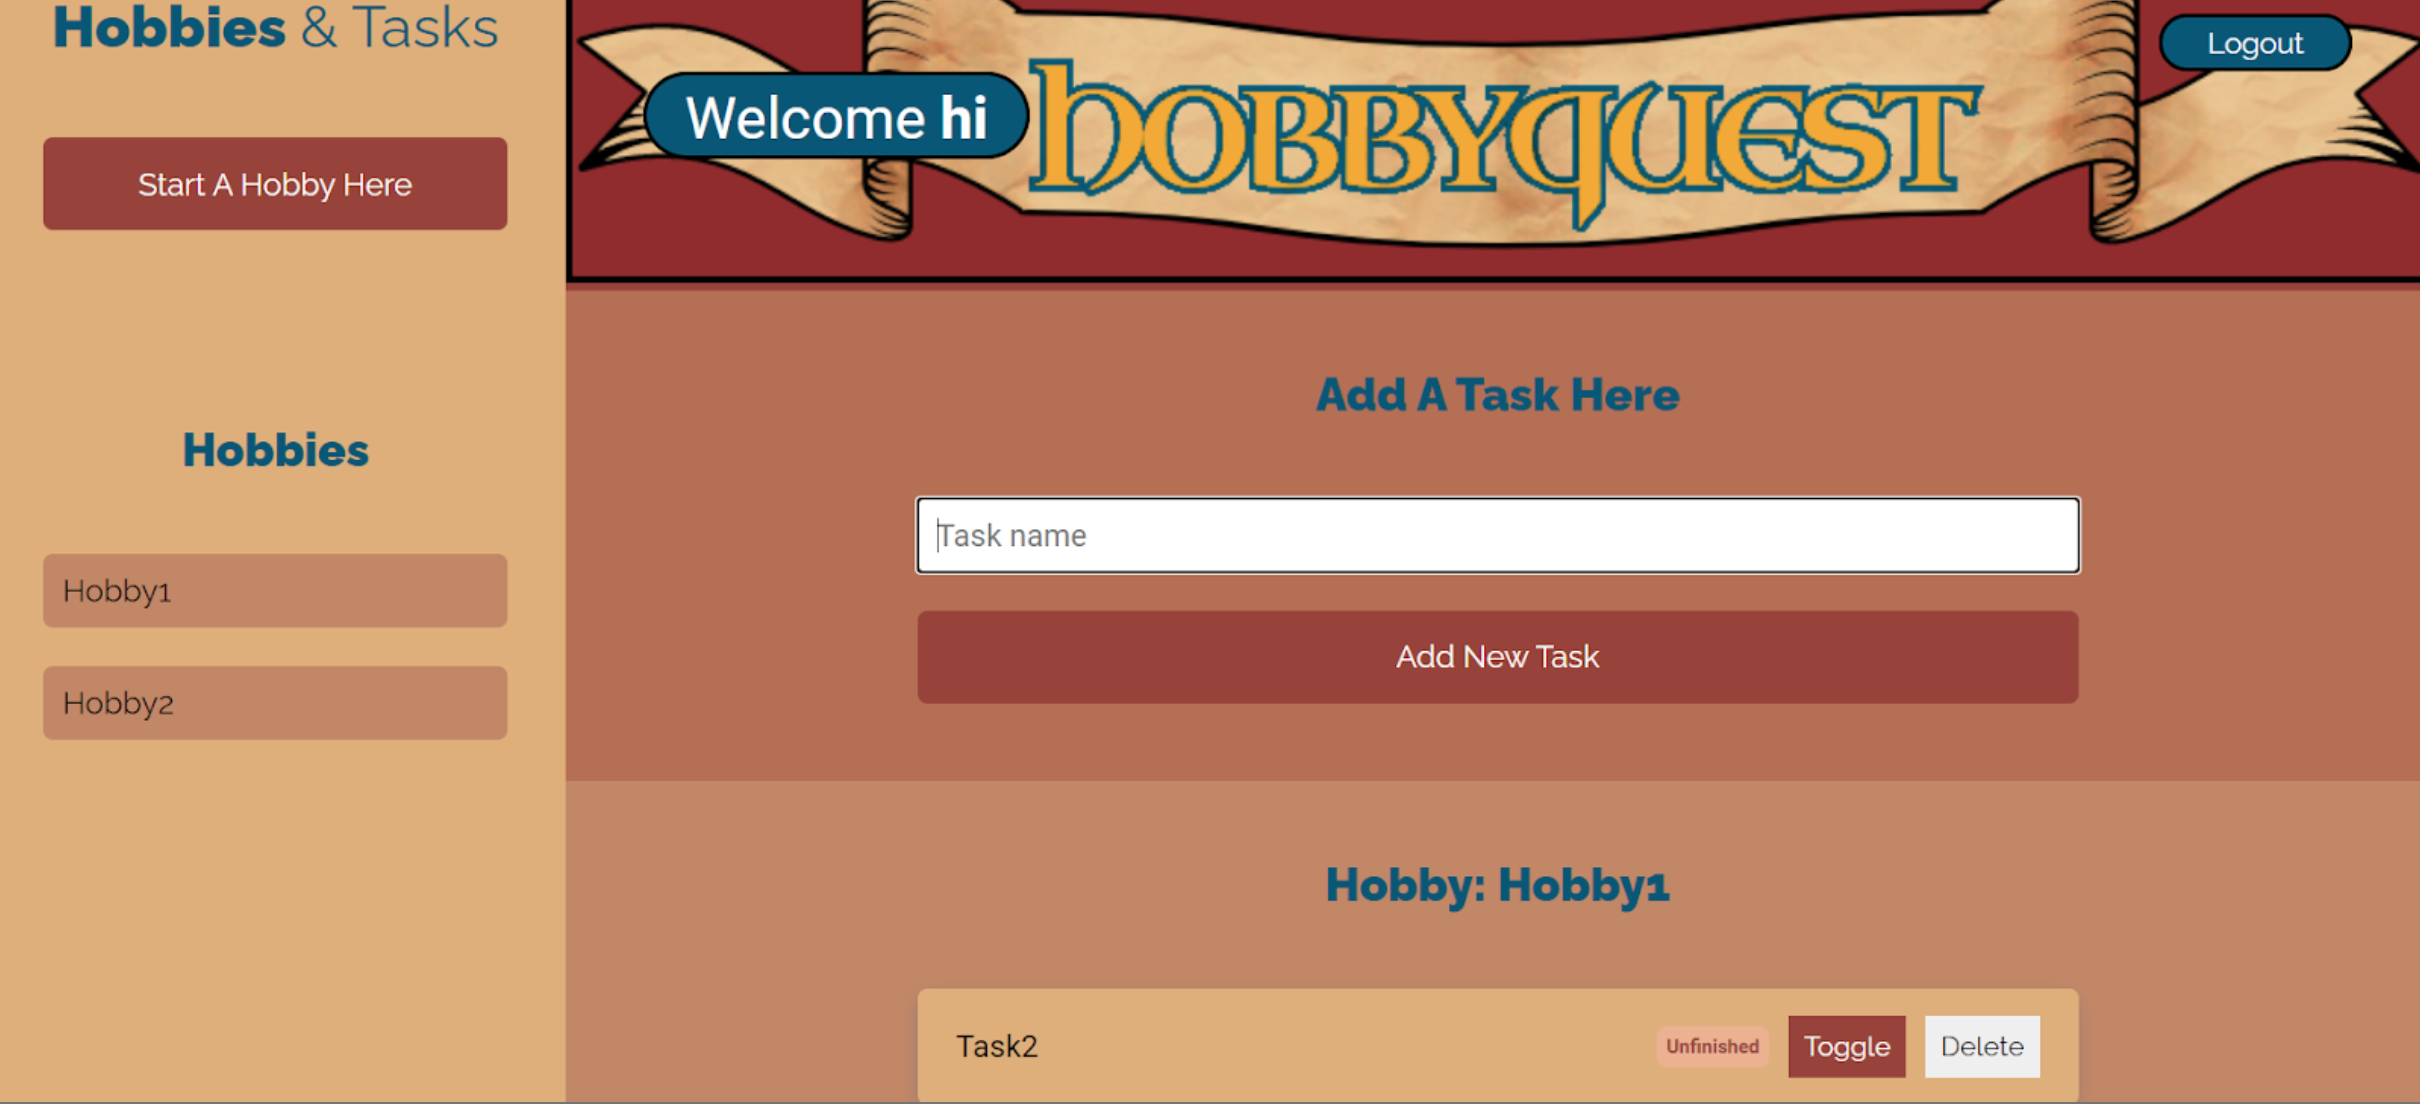 Hobbies & Tasks
Start A Hobby Here
Hobbies
Hobby1
Hobby2
Welcome hi
HOBBYQUEST
Logout
Add A Task Here
Task name
Add New Task
Hobby: Hobby1
Task2
Unfinished
Toggle
Delete